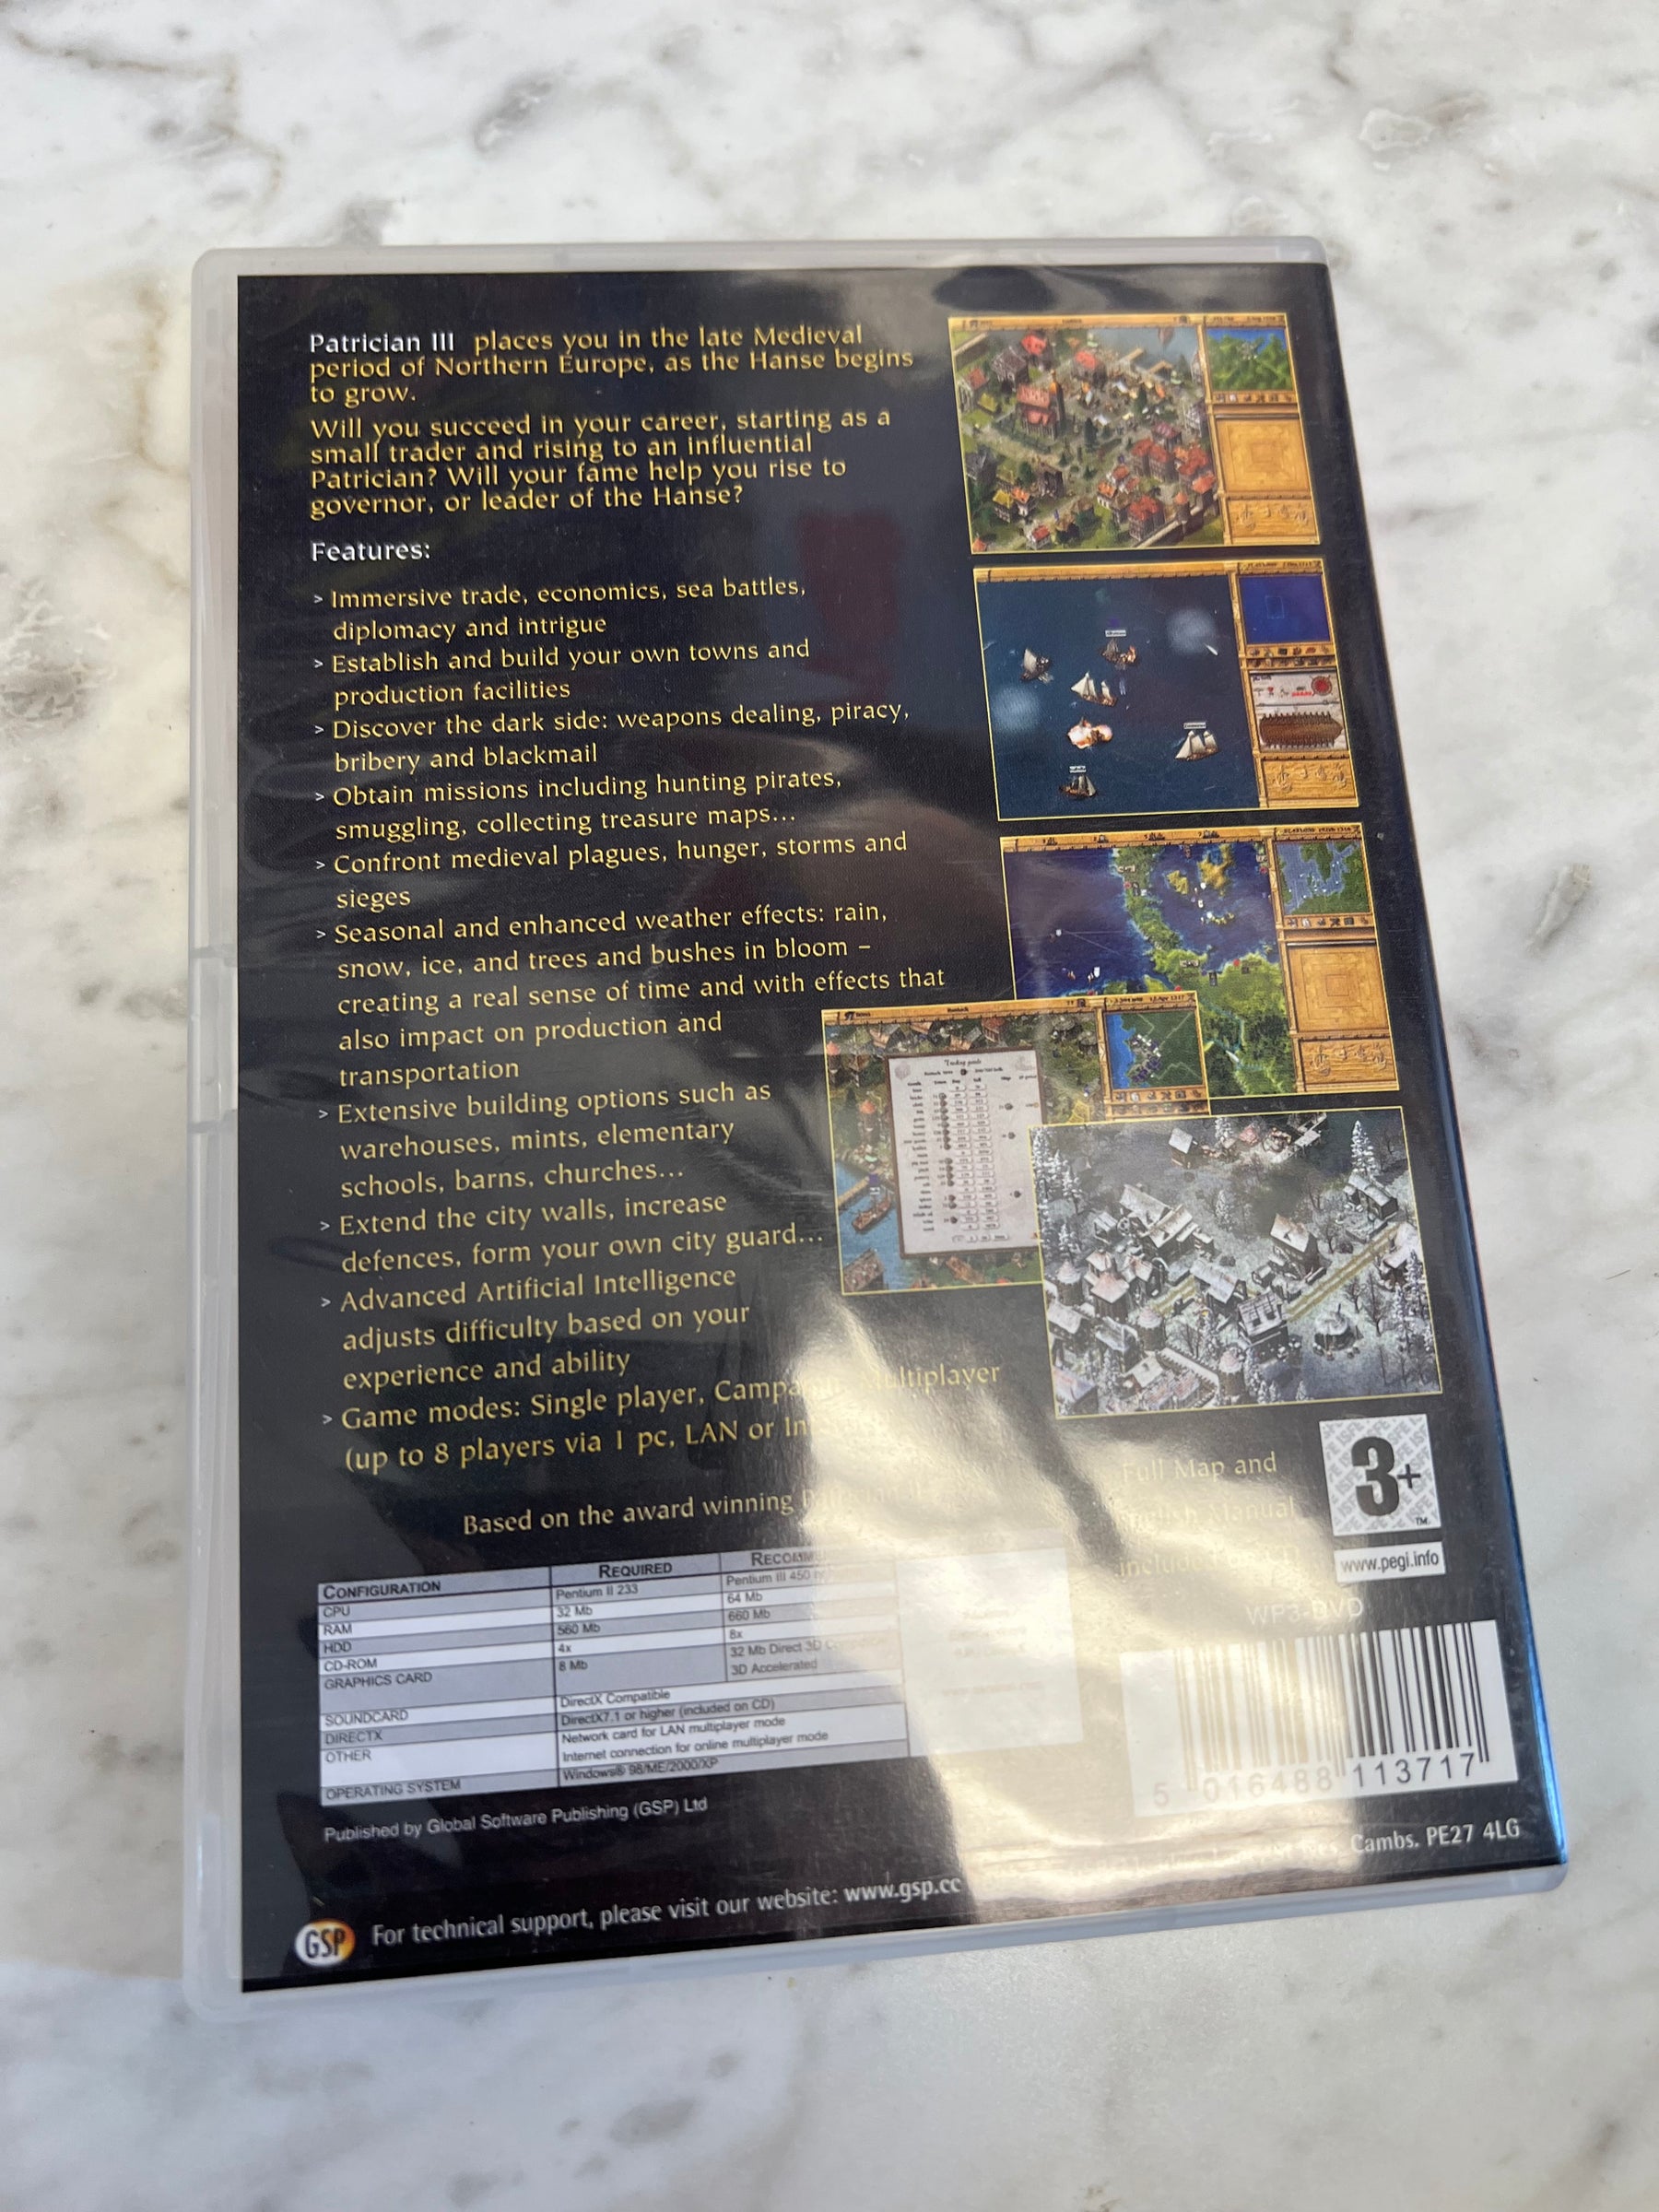 Patrician III places you in the late Medieval
period of Northern Europe, as the Hanse begins
to grow.
Will you succeed in your career, starting as a
small trader and rising to an influential
Patrician? Will your fame help you rise to
governor, or leader of the Hanse?
Features:
> Immersive trade, economics, sea battles,
diplomacy and intrigue
> Establish and build your own towns and
production facilities
> Discover the dark side: weapons dealing, piracy,
bribery and blackmail
> Obtain missions including hunting pirates,
smuggling, collecting treasure maps...
> Confront medieval plagues, hunger, storms and
sieges
> Seasonal and enhanced weather effects: rain,
snow, ice, and trees and bushes in bloom –
creating a real sense of time and with effects that
also impact on production and
transportation
> Extensive building options such as
warehouses, mints, elementary
schools, barns, churches...
> Extend the city walls, increase
defences, form your own city guard...
> Advanced Artificial Intelligence
adjusts difficulty based on your
experience and ability
> Game modes: Single player, Multiplayer
(up to 8 players via 1 pc, LAN or
Based on the award winning
Full Map and
Manual
3+
TM
www.pegi.info
CONFIGURATION REQUIRED
CPU Pentium II 233 Pentium III 450
RAM 32 Mb 64 Mb
HDD 560 Mb 660 Mb
CD-ROM 4x 8x
GRAPHICS CARD 8 Mb 32 Mb Direct 3D
3D Accelerated
SOUNDCARD DirectX Compatible
DIRECTX DirectX7.1 or higher (included on CD)
OTHER Network card for LAN multiplayer mode
Internet connection for online multiplayer mode
OPERATING SYSTEM Windows® 98/ME/2000/XP
WP3-DVD
5 016488 113717
Published by Global Software Publishing (GSP) Ltd
Cambs. PE27 4LG
GSP For technical support, please visit our website: www.gsp.cc